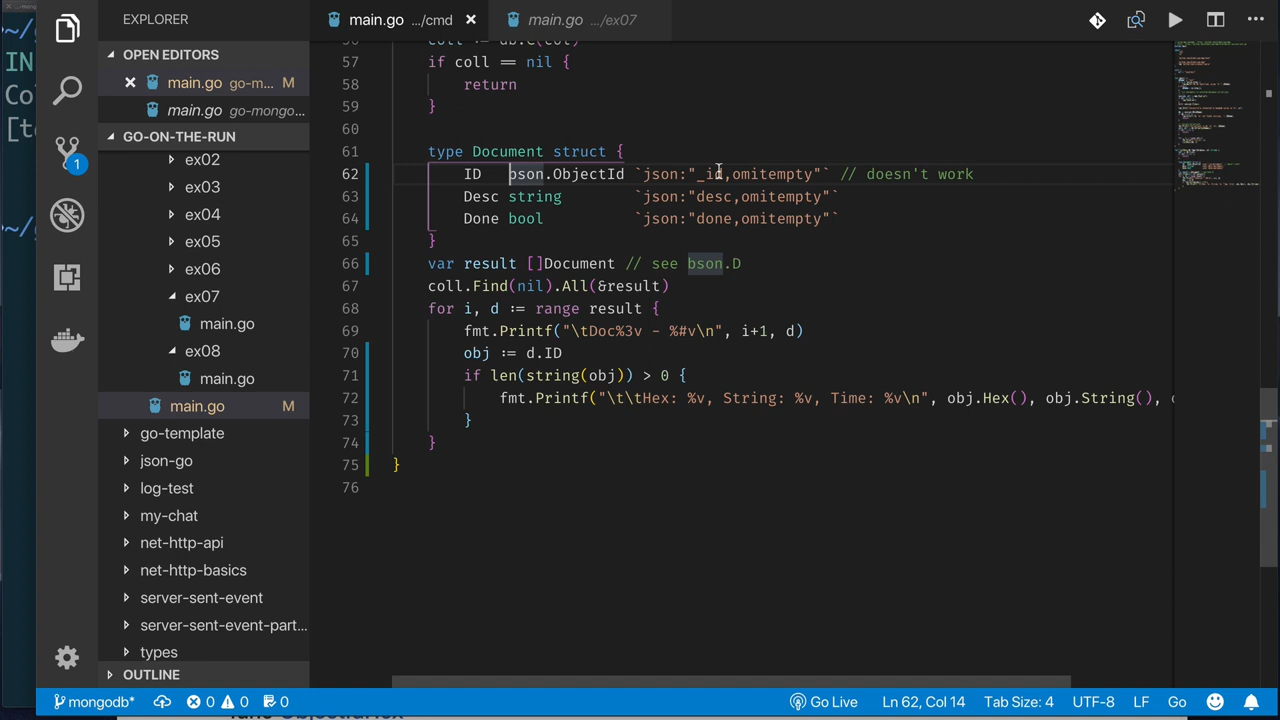 EXPLORER
main.go …/cmd
main.go …/ex07
OPEN EDITORS
main.go go-m... M
main.go go-mongo...
GO-ON-THE-RUN
ex02
ex03
ex04
ex05
ex06
ex07
main.go
ex08
main.go
main.go M
go-template
json-go
log-test
my-chat
net-http-api
net-http-basics
server-sent-event
server-sent-event-part...
types
OUTLINE
1
57 if coll == nil {
58 return
59 }
60
61 type Document struct {
62 ID bson.ObjectId `json:"_id,omitempty"` // doesn't work
63 Desc string `json:"desc,omitempty"`
64 Done bool `json:"done,omitempty"`
65 }
66 var result []Document // see bson.D
67 coll.Find(nil).All(&result)
68 for i, d := range result {
69 fmt.Printf("\tDoc%3v - %#v\n", i+1, d)
70 obj := d.ID
71 if len(string(obj)) > 0 {
72 fmt.Printf("\t\tHex: %v, String: %v, Time: %v\n", obj.Hex(), obj.String(),
73 }
74 }
75 }
76
mongodb* 0 0 0 Go Live Ln 62, Col 14 Tab Size: 4 UTF-8 LF Go